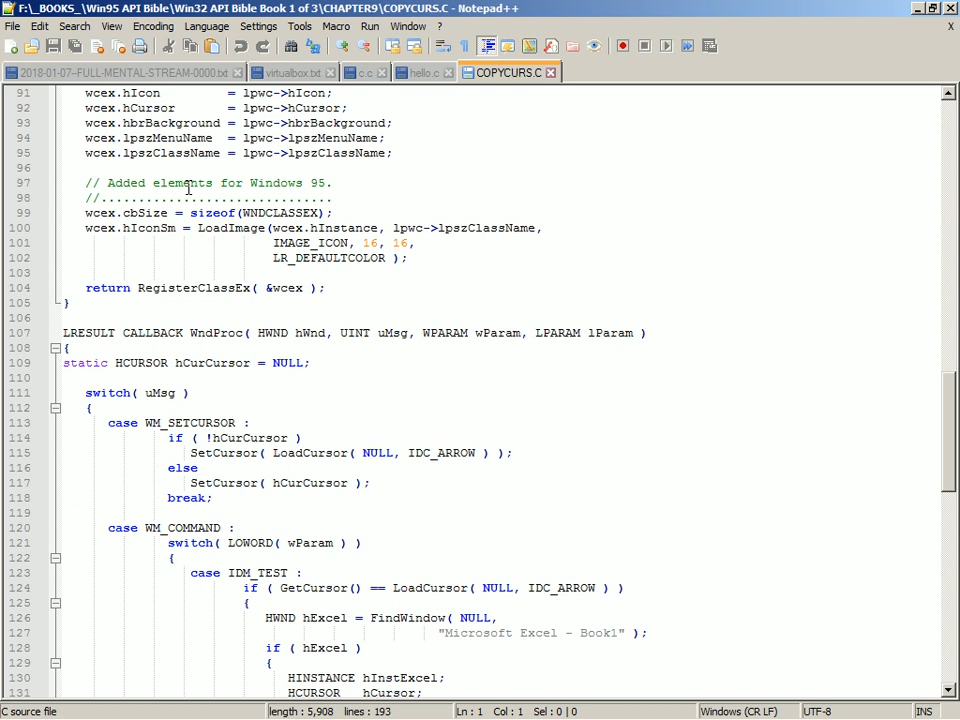 F:\_BOOKS_\Win95 API Bible\Win32 API Bible Book 1 of 3\CHAPTER9\COPYCURS.C - Notepad++
File Edit Search View Encoding Language Settings Tools Macro Run Window ? X
2018-01-07-FULL-MENTAL-STREAM-0000.txt virtualbox.txt c.c hello.c COPYCURS.C
91 wcex.hIcon = lpwc->hIcon;
92 wcex.hCursor = lpwc->hCursor;
93 wcex.hbrBackground = lpwc->hbrBackground;
94 wcex.lpszMenuName = lpwc->lpszMenuName;
95 wcex.lpszClassName = lpwc->lpszClassName;
96
97 // Added elements for Windows 95.
98 //...............................
99 wcex.cbSize = sizeof(WNDCLASSEX);
100 wcex.hIconSm = LoadImage(wcex.hInstance, lpwc->lpszClassName,
101 IMAGE_ICON, 16, 16,
102 LR_DEFAULTCOLOR );
103
104 return RegisterClassEx( &wcex );
105 }
106
107 LRESULT CALLBACK WndProc( HWND hWnd, UINT uMsg, WPARAM wParam, LPARAM lParam )
108 {
109 static HCURSOR hCurCursor = NULL;
110
111 switch( uMsg )
112 {
113 case WM_SETCURSOR :
114 if ( !hCurCursor )
115 SetCursor( LoadCursor( NULL, IDC_ARROW ) );
116 else
117 SetCursor( hCurCursor );
118 break;
119
120 case WM_COMMAND :
121 switch( LOWORD( wParam ) )
122 {
123 case IDM_TEST :
124 if ( GetCursor() == LoadCursor( NULL, IDC_ARROW ) )
125 {
126 HWND hExcel = FindWindow( NULL,
127 "Microsoft Excel - Book1" );
128 if ( hExcel )
129 {
130 HINSTANCE hInstExcel;
131 HCURSOR hCursor;
C source file length : 5,908 lines : 193 Ln : 1 Col : 1 Sel : 0 | 0 Windows (CR LF) UTF-8 INS